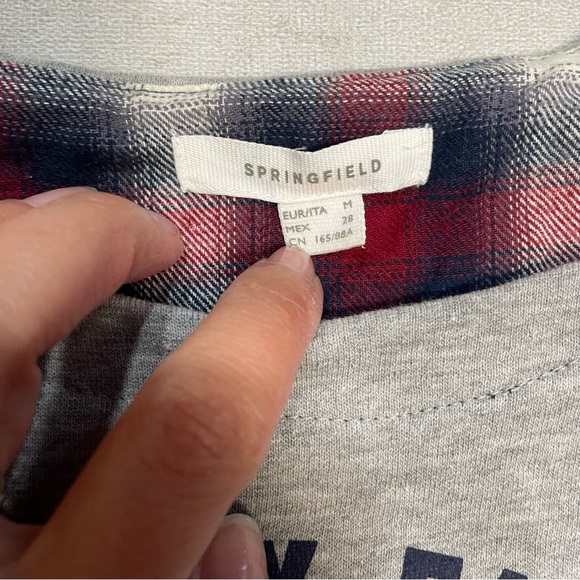 SPRINGFIELD
EUR/ITA M
MEX 28
CN 165/88A